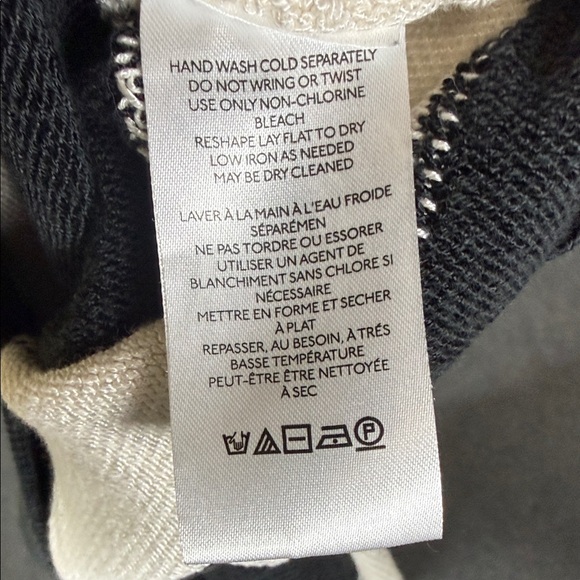 HAND WASH COLD SEPARATELY
DO NOT WRING OR TWIST
USE ONLY NON-CHLORINE
BLEACH
RESHAPE LAY FLAT TO DRY
LOW IRON AS NEEDED
MAY BE DRY CLEANED
LAVER À LA MAIN À L'EAU FROIDE
SÉPARÉMEN
NE PAS TORDRE OU ESSORER
UTILISER UN AGENT DE
BLANCHIMENT SANS CHLORE SI
NÉCESSAIRE
METTRE EN FORME ET SECHER
À PLAT
REPASSER, AU BESOIN, À TRÉS
BASSE TEMPÉRATURE
PEUT-ÊTRE ÊTRE NETTOYÉE
À SEC
P